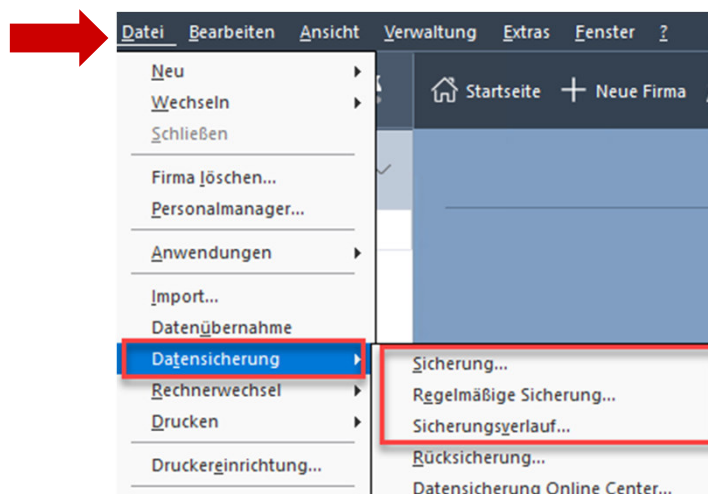 Datei Bearbeiten Ansicht Verwaltung Extras Fenster ?
Startseite Neue Firma
Neu
Wechseln
Schließen
Firma löschen...
Personalmanager...
Anwendungen
Import...
Datenübernahme
Datensicherung
Rechnerwechsel
Drucken
Druckereinrichtung...
Sicherung...
Regelmäßige Sicherung...
Sicherungsverlauf...
Rücksicherung...
Datensicherung Online Center...